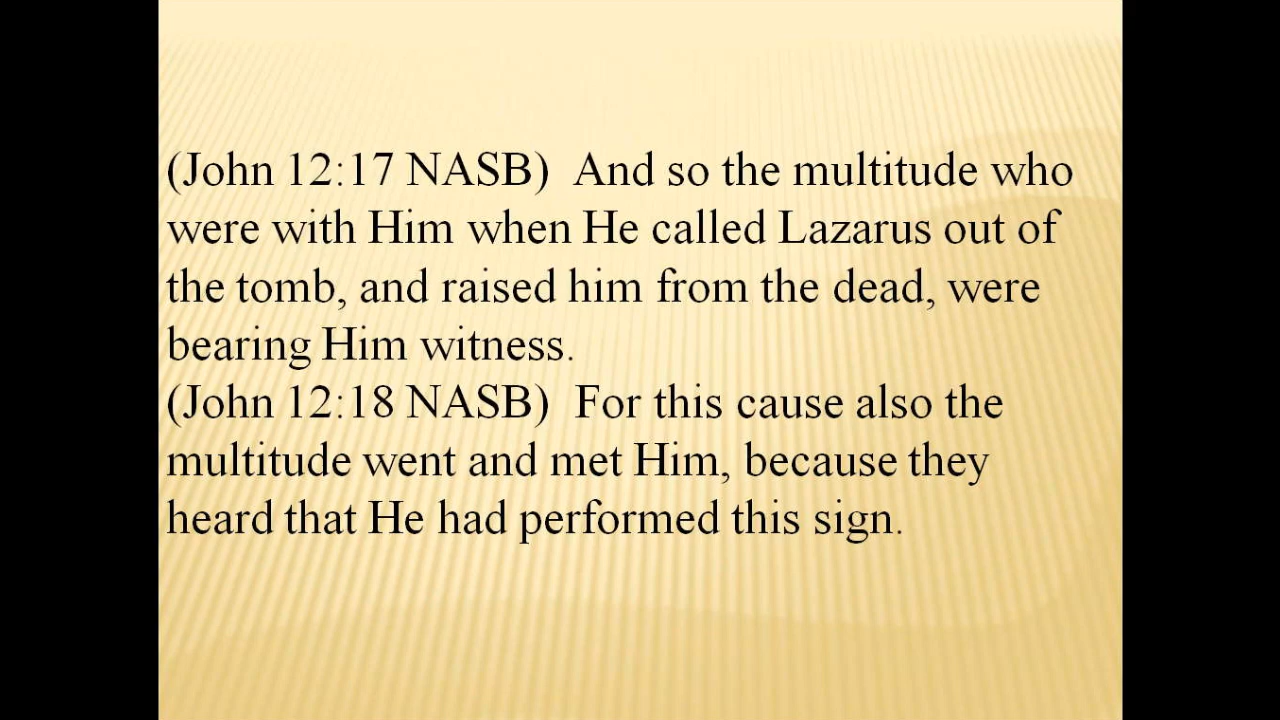 (John 12:17 NASB)  And so the multitude who
were with Him when He called Lazarus out of
the tomb, and raised him from the dead, were
bearing Him witness.
(John 12:18 NASB)  For this cause also the
multitude went and met Him, because they
heard that He had performed this sign.